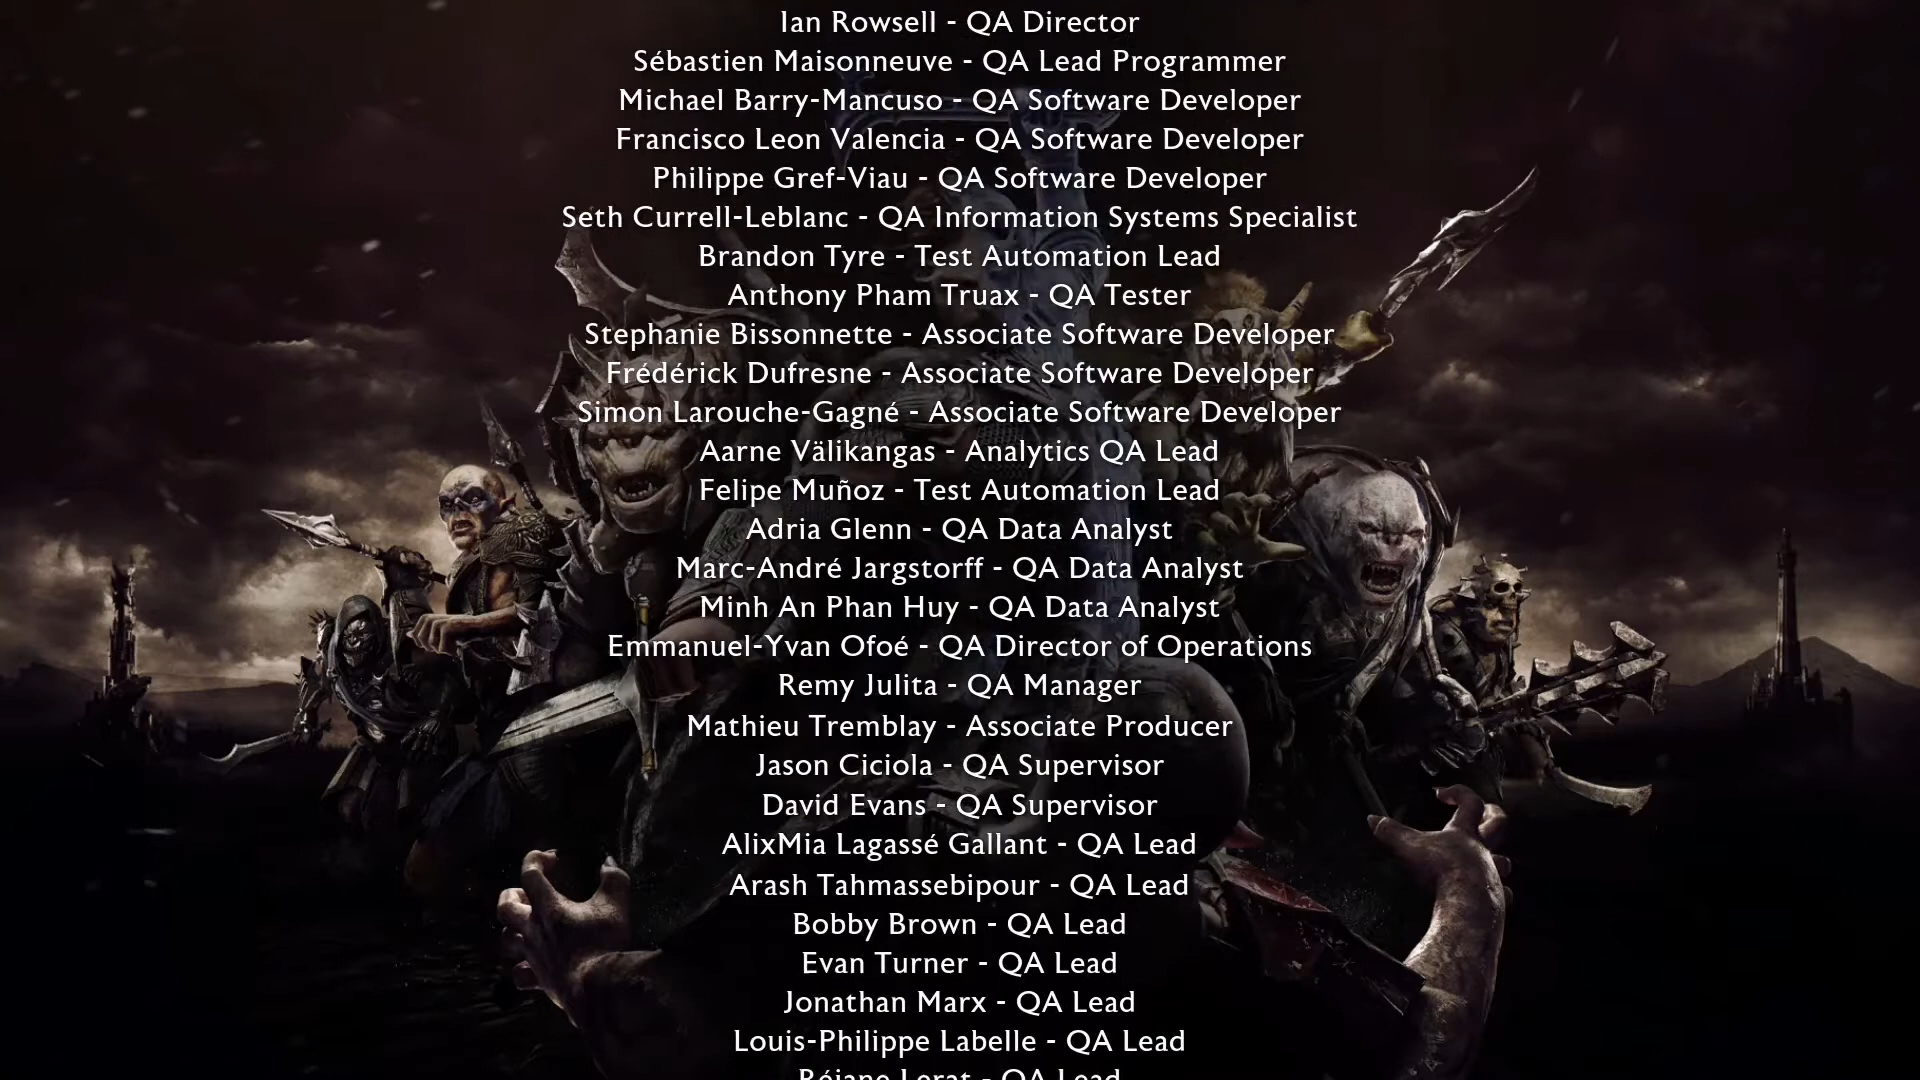 Ian Rowsell - QA Director
Sébastien Maisonneuve - QA Lead Programmer
Michael Barry-Mancuso - QA Software Developer
Francisco Leon Valencia - QA Software Developer
Philippe Gref-Viau - QA Software Developer
Seth Currell-Leblanc - QA Information Systems Specialist
Brandon Tyre - Test Automation Lead
Anthony Pham Truax - QA Tester
Stephanie Bissonnette - Associate Software Developer
Frédérick Dufresne - Associate Software Developer
Simon Larouche-Gagné - Associate Software Developer
Aarne Välikangas - Analytics QA Lead
Felipe Muñoz - Test Automation Lead
Adria Glenn - QA Data Analyst
Marc-André Jargstorff - QA Data Analyst
Minh An Phan Huy - QA Data Analyst
Emmanuel-Yvan Ofoé - QA Director of Operations
Remy Julita - QA Manager
Mathieu Tremblay - Associate Producer
Jason Ciciola - QA Supervisor
David Evans - QA Supervisor
AlixMia Lagassé Gallant - QA Lead
Arash Tahmassebipour - QA Lead
Bobby Brown - QA Lead
Evan Turner - QA Lead
Jonathan Marx - QA Lead
Louis-Philippe Labelle - QA Lead
Réjane Lerat - QA Lead